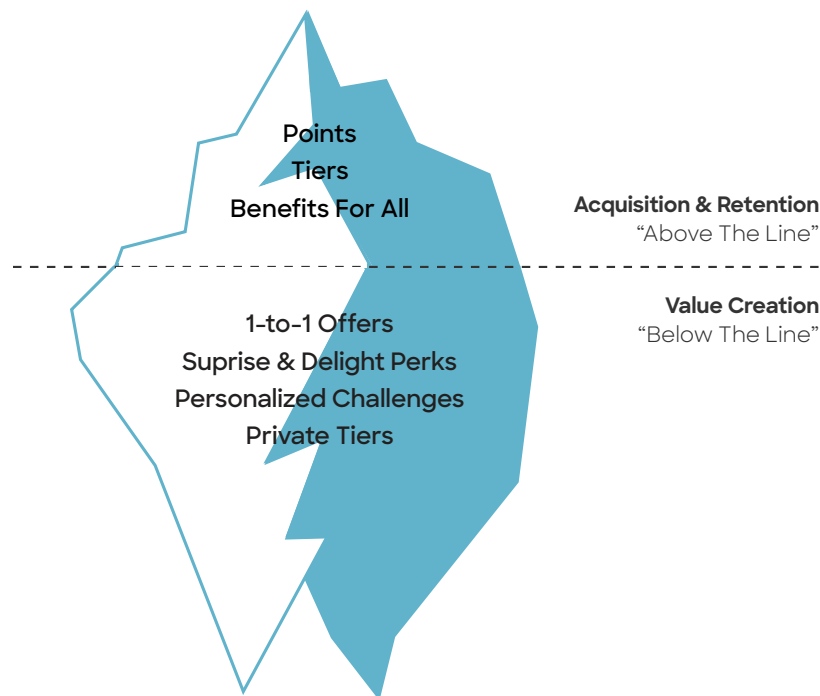 Points
Tiers
Benefits For All
Acquisition & Retention
“Above The Line”
Value Creation
“Below The Line”
1-to-1 Offers
Suprise & Delight Perks
Personalized Challenges
Private Tiers